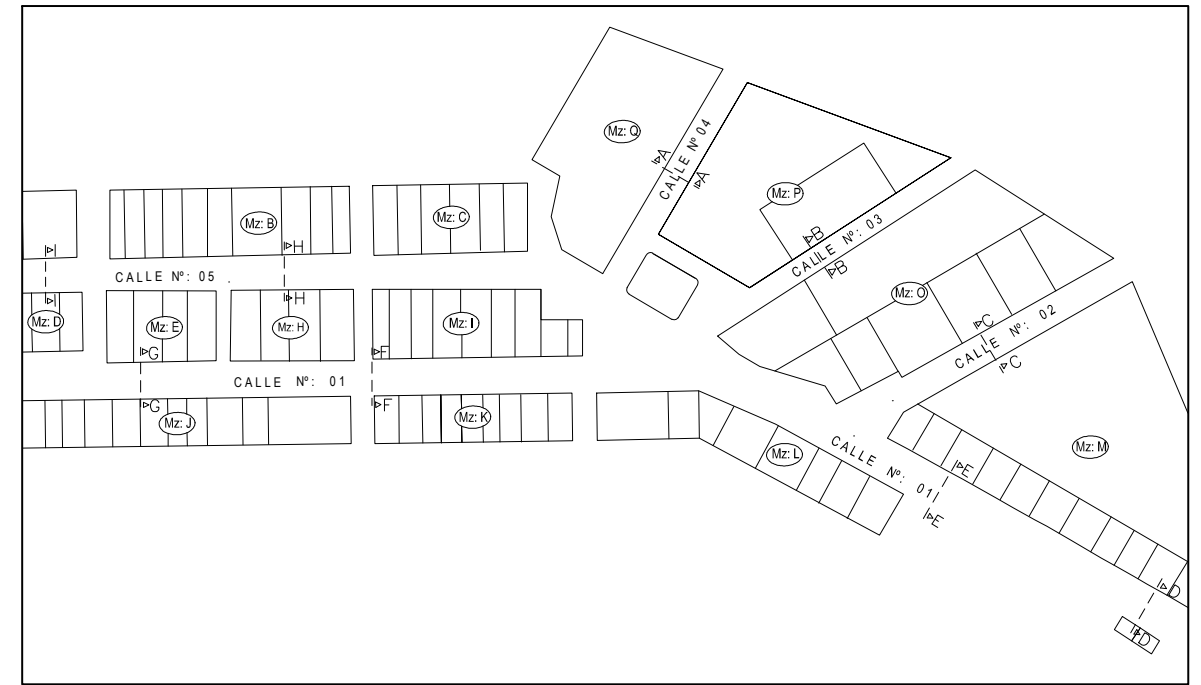 Mz: Q
CALLE Nº 04
A
A
Mz: P
B
B
CALLE Nº: 03
Mz: B
Mz: C
I
H
CALLE Nº: 05
I
H
Mz: D
Mz: E
Mz: H
Mz: I
Mz: O
C
CALLE Nº: 02
C
G
F
CALLE Nº: 01
G
F
Mz: J
Mz: K
Mz: L
CALLE Nº: 01
Mz: M
E
E
D
D